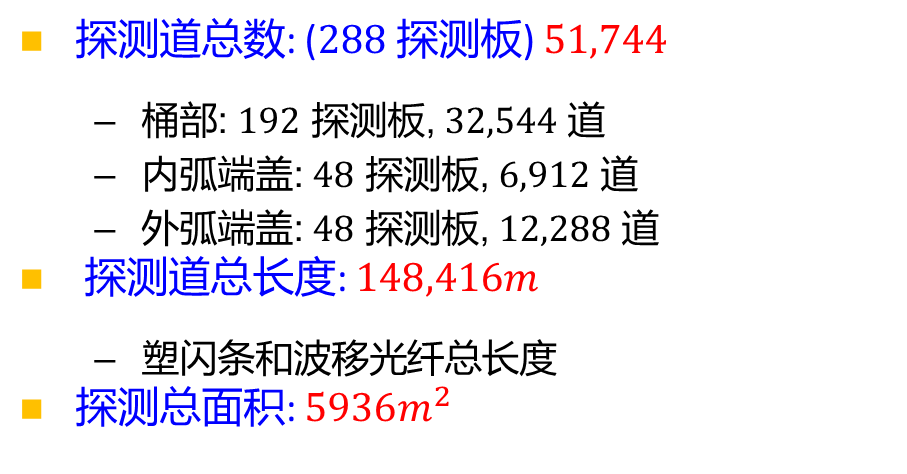 ■ 探测道总数: (288 探测板) 51,744
– 桶部: 192 探测板, 32,544 道
– 内弧端盖: 48 探测板, 6,912 道
– 外弧端盖: 48 探测板, 12,288 道
■ 探测道总长度: 148,416m
– 塑闪条和波移光纤总长度
■ 探测总面积: 5936m²